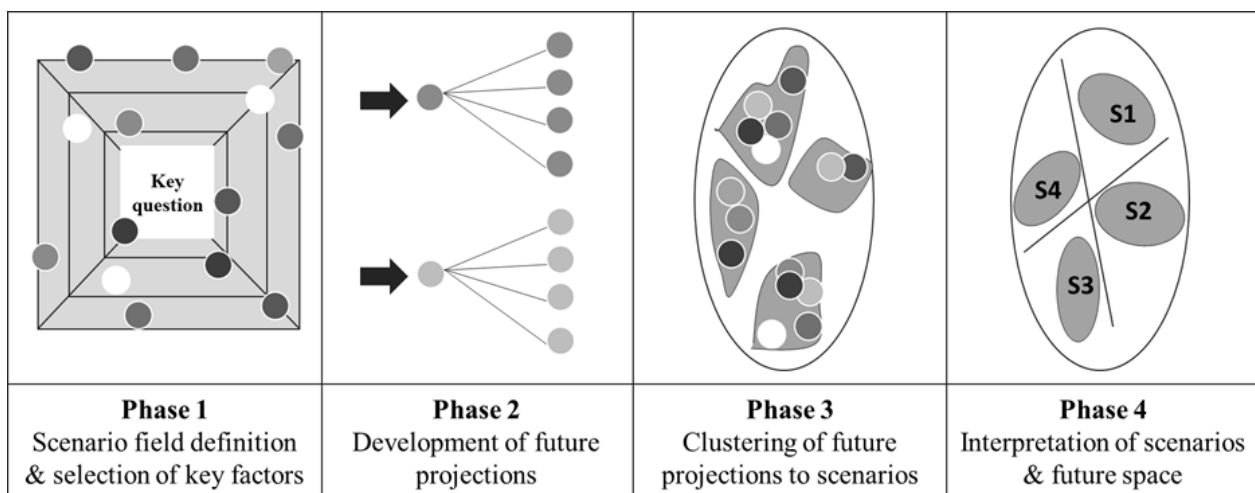 Key
question
S1
S4
S2
S3
Phase 1
Scenario field definition
& selection of key factors
Phase 2
Development of future
projections
Phase 3
Clustering of future
projections to scenarios
Phase 4
Interpretation of scenarios
& future space